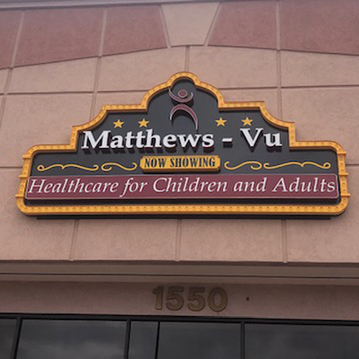 Matthews - Vu
NOW SHOWING
Healthcare for Children and Adults
1550